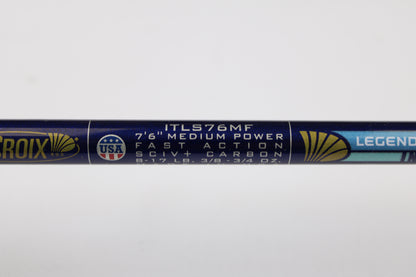 CROIX
USA
ITLS76MF
7'6" MEDIUM POWER
FAST ACTION
SCIV+ CARBON
8-17 LB. 3/8 - 3/4 OZ.
LEGEND